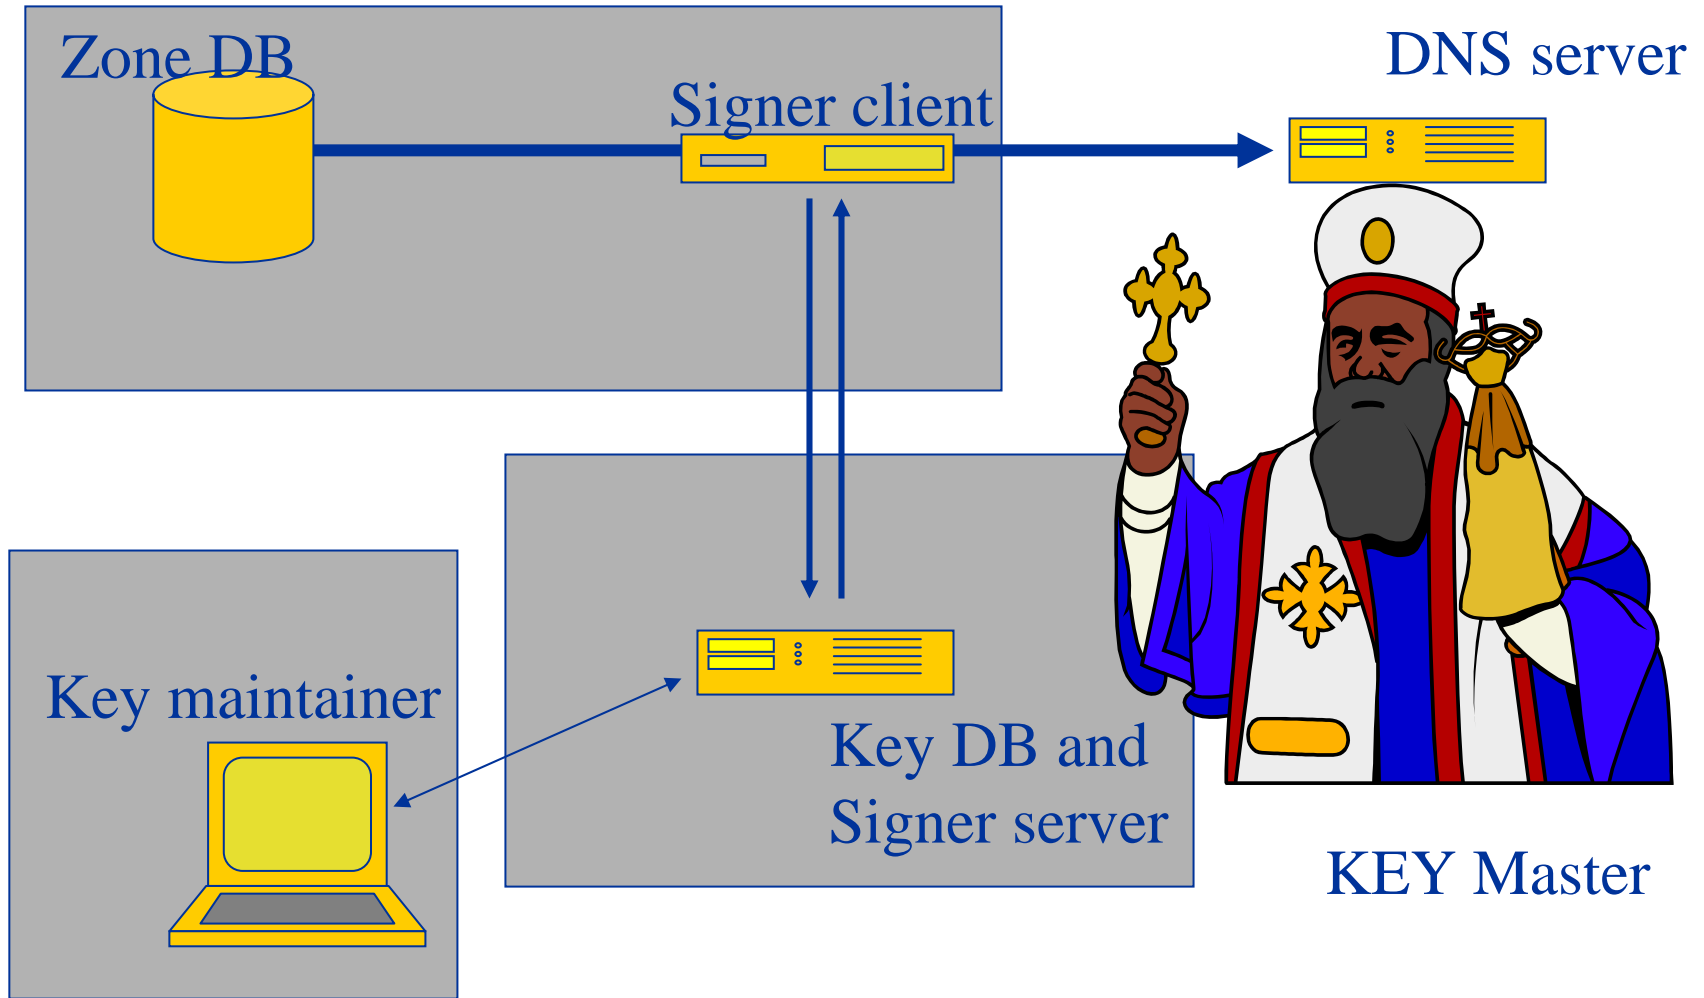 Zone DB
Signer client
DNS server
Key maintainer
Key DB and
Signer server
KEY Master